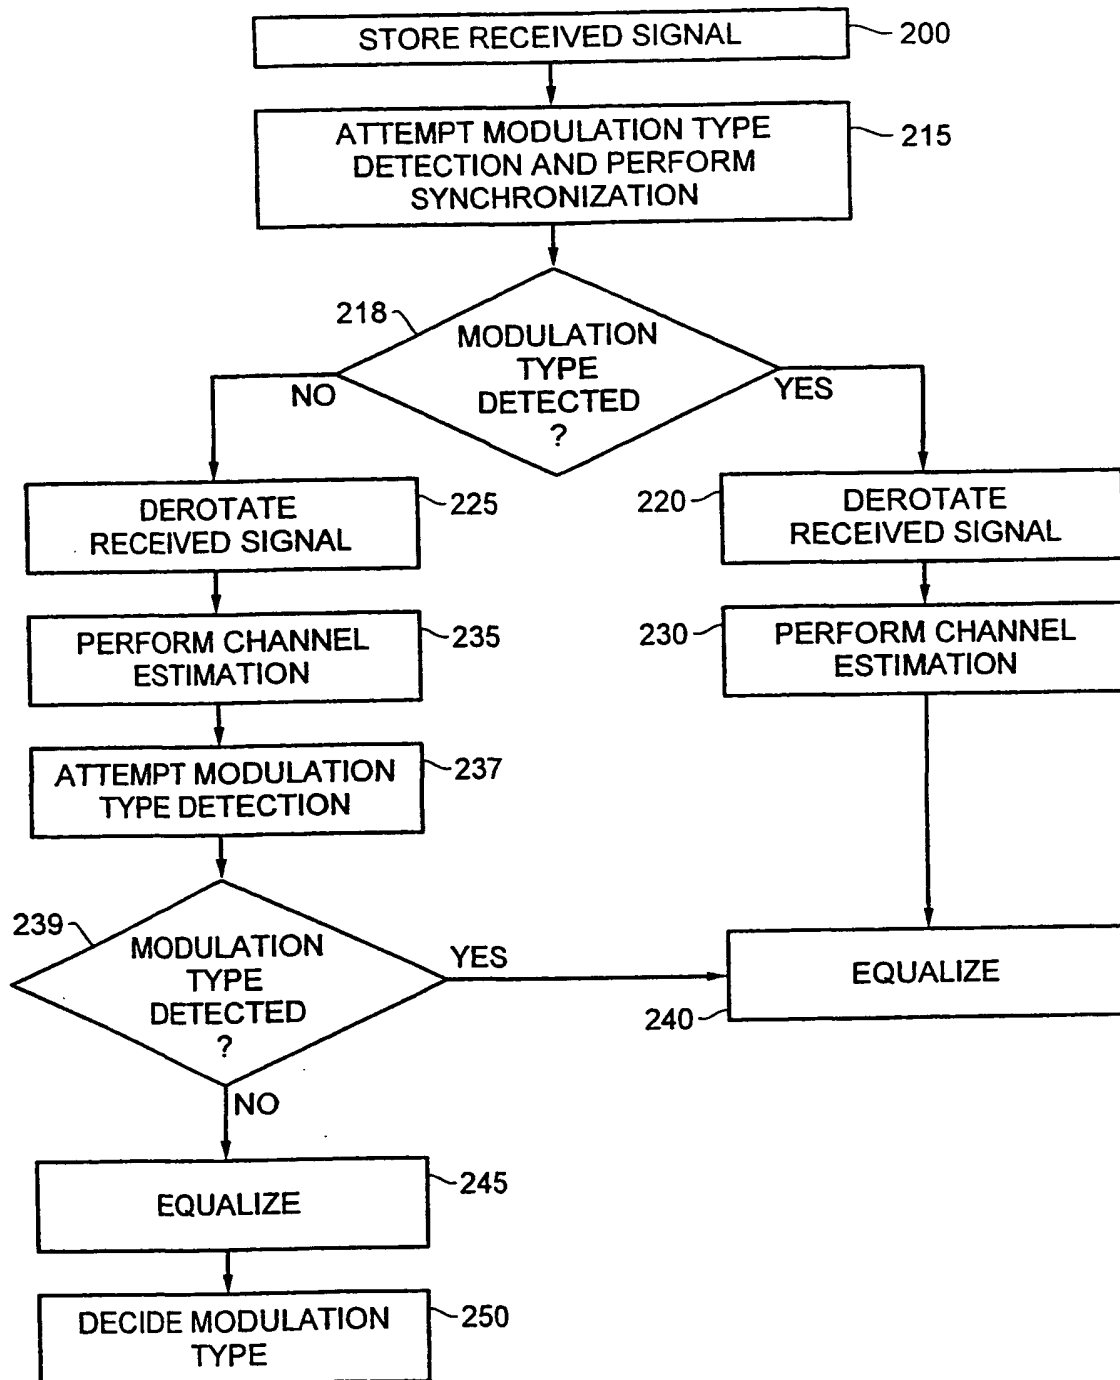 STORE RECEIVED SIGNAL
200
ATTEMPT MODULATION TYPE
DETECTION AND PERFORM
SYNCHRONIZATION
215
218
MODULATION
TYPE
DETECTED
?
NO
YES
DEROTATE
RECEIVED SIGNAL
225
220
DEROTATE
RECEIVED SIGNAL
PERFORM CHANNEL
ESTIMATION
235
230
PERFORM CHANNEL
ESTIMATION
ATTEMPT MODULATION
TYPE DETECTION
237
239
MODULATION
TYPE
DETECTED
?
YES
NO
EQUALIZE
240
EQUALIZE
245
DECIDE MODULATION
TYPE
250